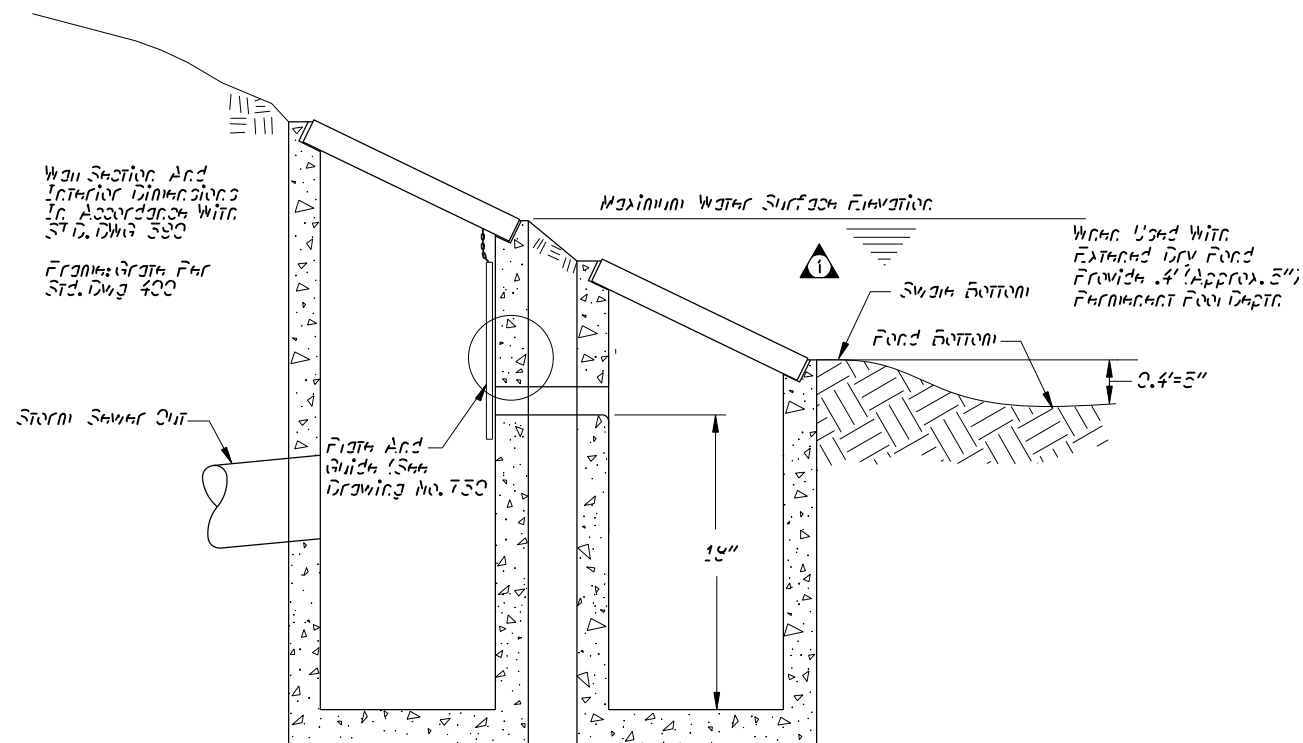 Wall Section And
Interior Dimensions
In Accordance With
STD. DWG 390
Frame:Grate Per
Std. Dwg 400
Maximum Water Surface Elevation
When Used With
Extened Dry Pond
Provide .4' (Approx. 5")
Permenent Pool Depth
1
Swale Bottom
Pond Bottom
0.4'=5"
Storm Sewer Out
Plate And
Guide (See
Drawing No. 730
18"